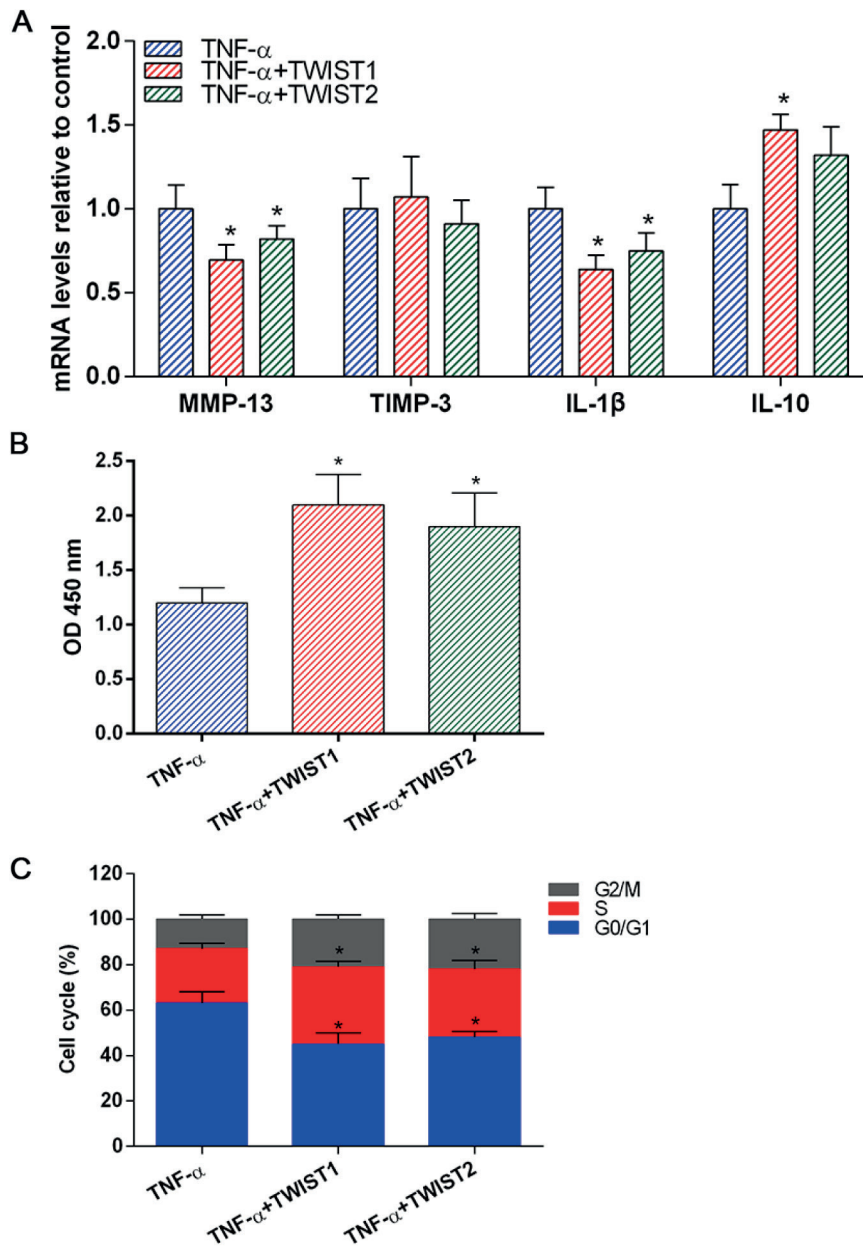 A
mRNA levels relative to control
2.0
1.5
1.0
0.5
0.0
TNF-α
TNF-α+TWIST1
TNF-α+TWIST2
* * * * *
MMP-13 TIMP-3 IL-1β IL-10
B
OD 450 nm
2.5
2.0
1.5
1.0
0.5
0.0
* *
TNF-α TNF-α+TWIST1 TNF-α+TWIST2
C
Cell cycle (%)
120
100
80
60
40
20
0
G2/M
S
G0/G1
* *
* *
TNF-α TNF-α+TWIST1 TNF-α+TWIST2